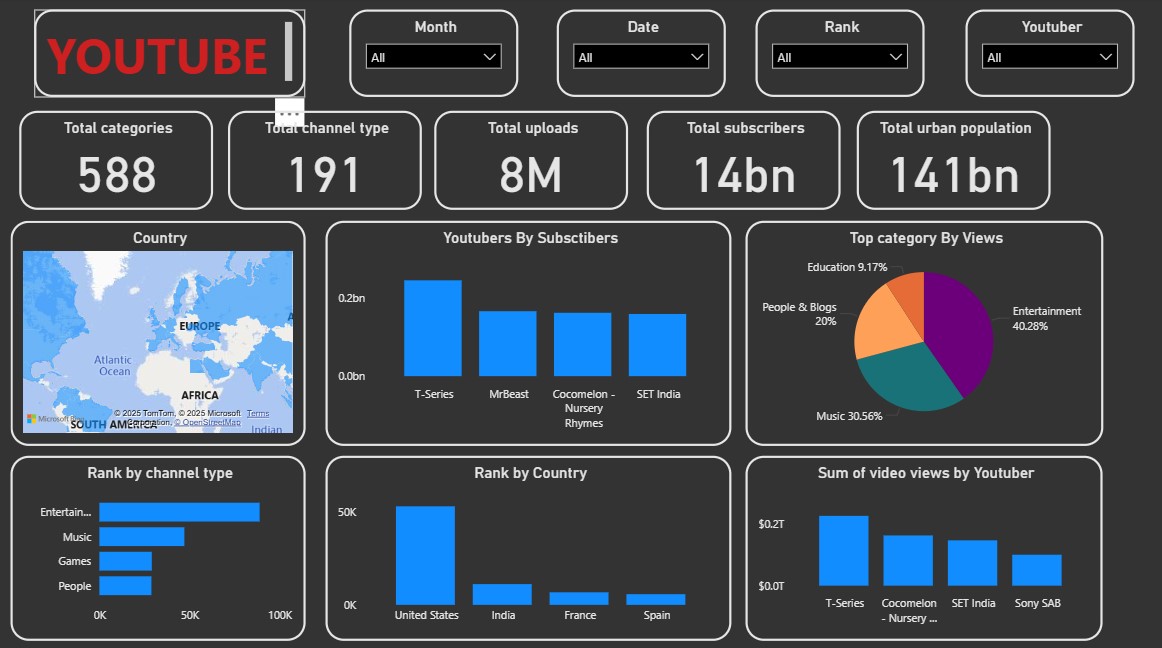 YOUTUBE
Month
All
Date
All
Rank
All
Youtuber
All
Total categories
588
Total channel type
191
Total uploads
8M
Total subscribers
14bn
Total urban population
141bn
Country
EUROPE
Atlantic
Ocean
AFRICA
SOUTH AMERICA
Indian
A
Microsoft Bing
© 2025 TomTom, © 2025 Microsoft Terms
Corporation, © OpenStreetMap
Youtubers By Subsctibers
0.2bn
0.0bn
T-Series
MrBeast
Cocomelon -
Nursery
Rhymes
SET India
Top category By Views
Education 9.17%
People & Blogs
20%
Entertainment
40.28%
Music 30.56%
Rank by channel type
Entertain...
Music
Games
People
0K
50K
100K
Rank by Country
50K
0K
United States
India
France
Spain
Sum of video views by Youtuber
$0.2T
$0.0T
T-Series
Cocomelon
- Nursery ...
SET India
Sony SAB